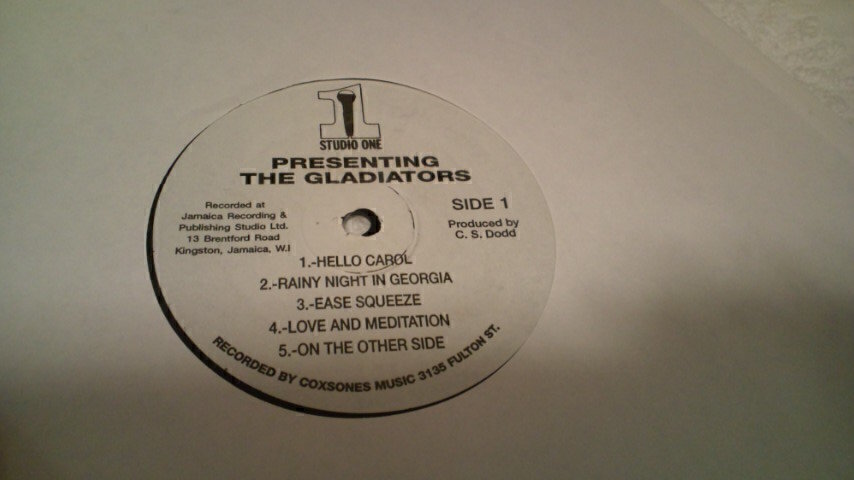 1
STUDIO ONE
PRESENTING
THE GLADIATORS
Recorded at
Jamaica Recording &
Publishing Studio Ltd.
13 Brentford Road
Kingston, Jamaica, W.I
SIDE 1
Produced by
C. S. Dodd
1.-HELLO CAROL
2.-RAINY NIGHT IN GEORGIA
3.-EASE SQUEEZE
4.-LOVE AND MEDITATION
5.-ON THE OTHER SIDE
RECORDED BY COXSONES MUSIC 3135 FULTON ST.